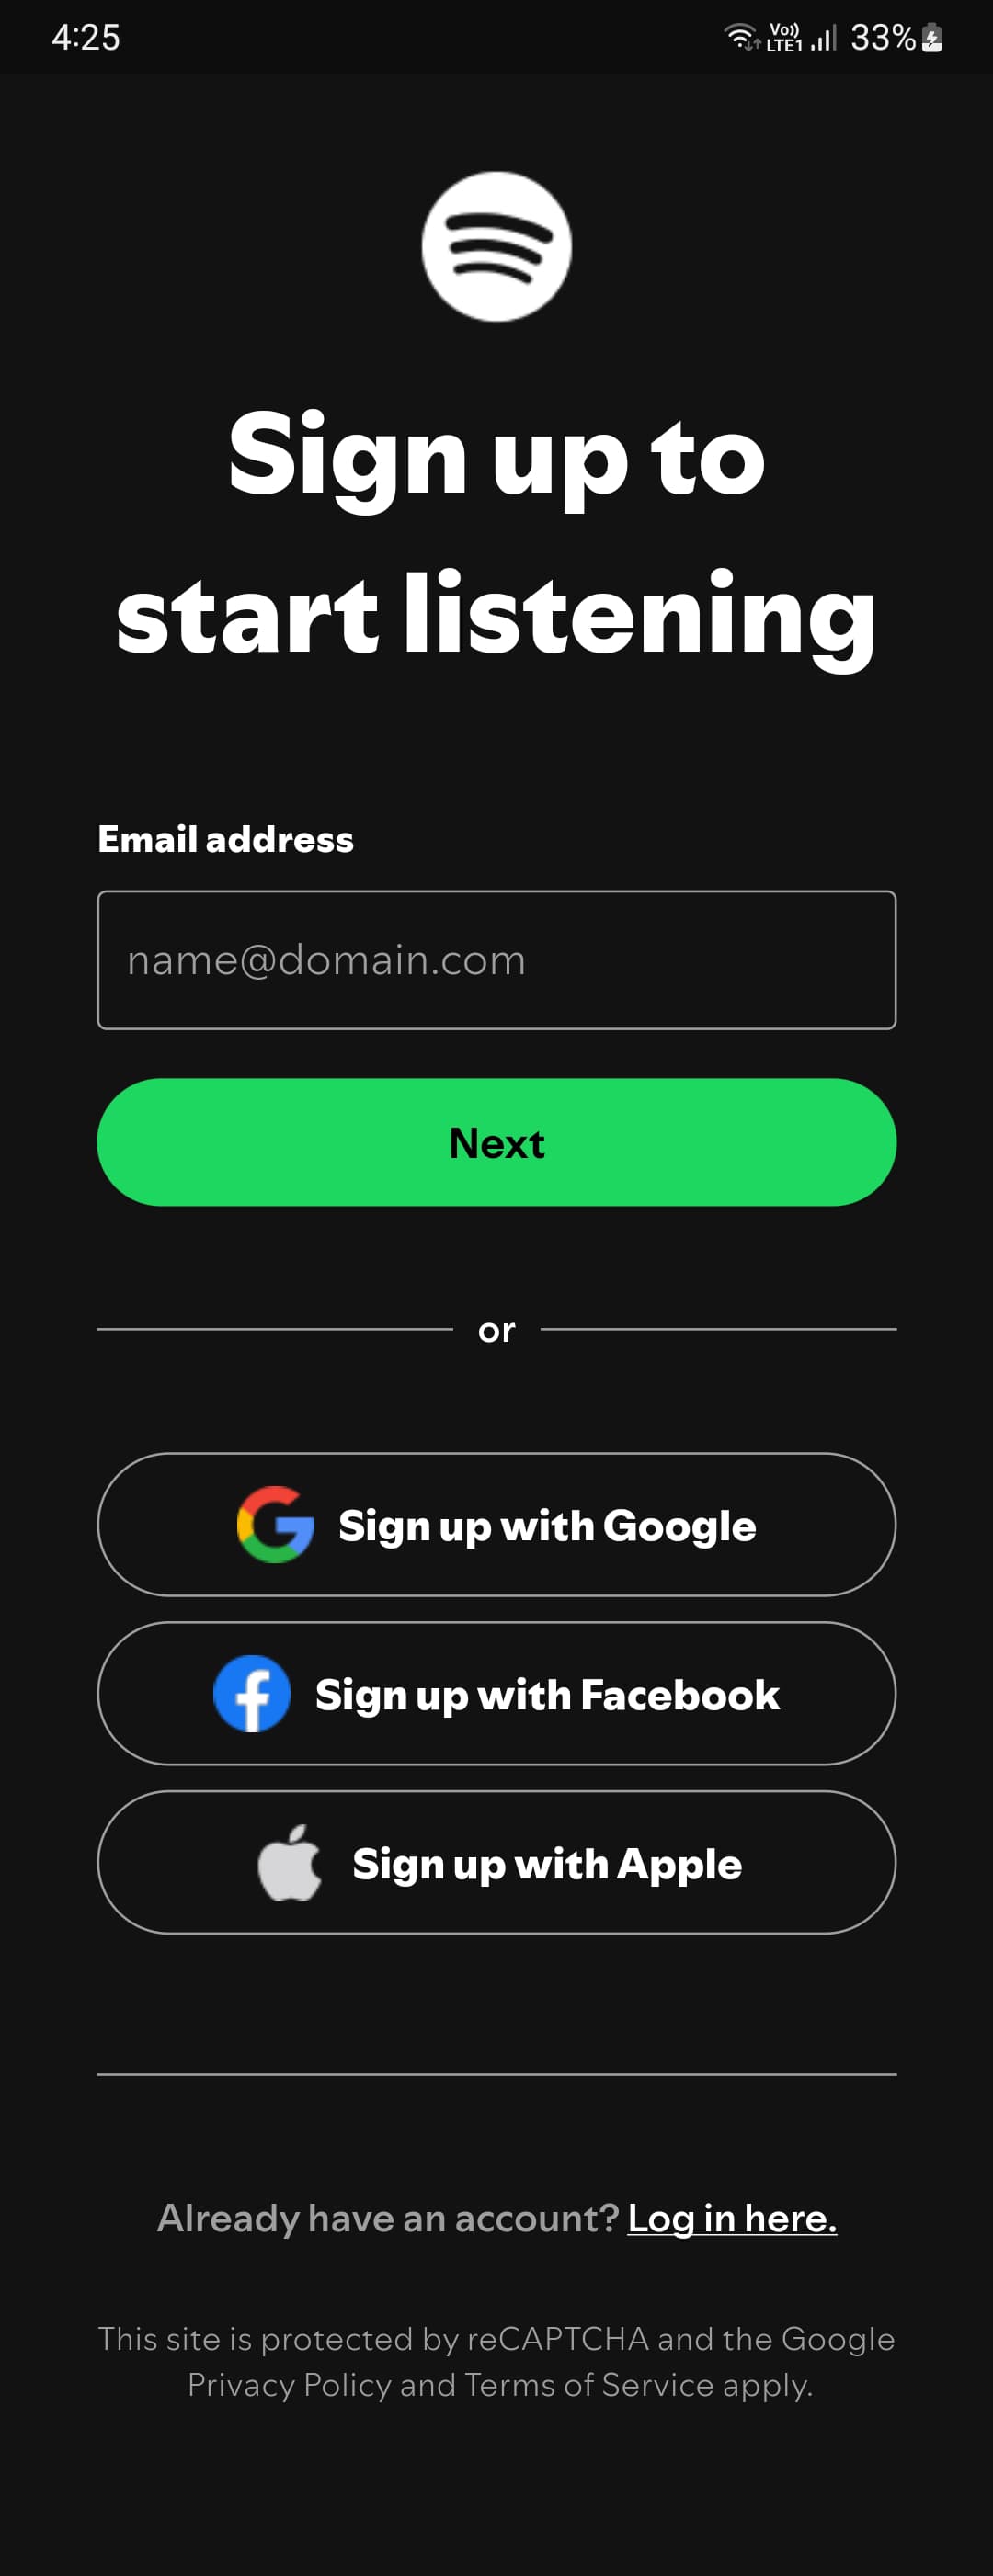 4:25 Vo)) LTE1 33%
Sign up to
start listening
Email address
name@domain.com
Next
or
Sign up with Google
Sign up with Facebook
Sign up with Apple
Already have an account? Log in here.
This site is protected by reCAPTCHA and the Google
Privacy Policy and Terms of Service apply.